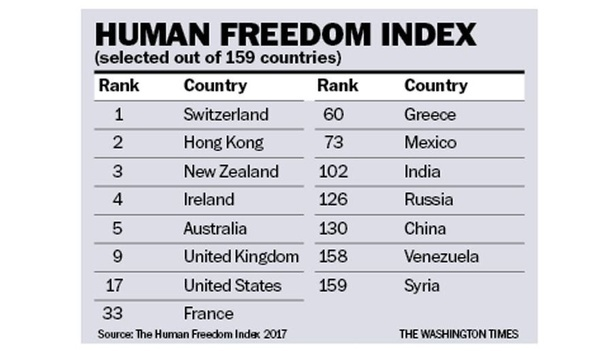 HUMAN FREEDOM INDEX
(selected out of 159 countries)
Rank Country Rank Country
1 Switzerland 60 Greece
2 Hong Kong 73 Mexico
3 New Zealand 102 India
4 Ireland 126 Russia
5 Australia 130 China
9 United Kingdom 158 Venezuela
17 United States 159 Syria
33 France
Source: The Human Freedom Index 2017 THE WASHINGTON TIMES